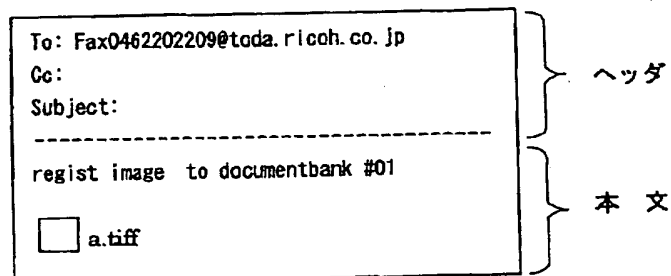 To: Fax0462202209@toda.ricoh.co.jp
Cc:
Subject:
ヘッダ
regist image to documentbank #01
a.tiff
本文